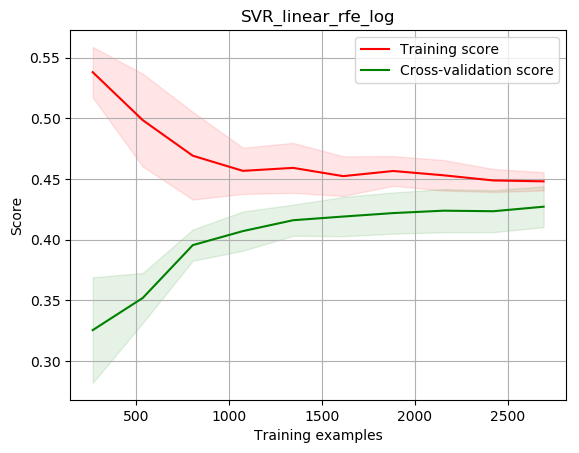 SVR_linear_rfe_log
Training score
Cross-validation score
0.55
0.50
0.45
0.40
0.35
0.30
Score
500
1000
1500
2000
2500
Training examples